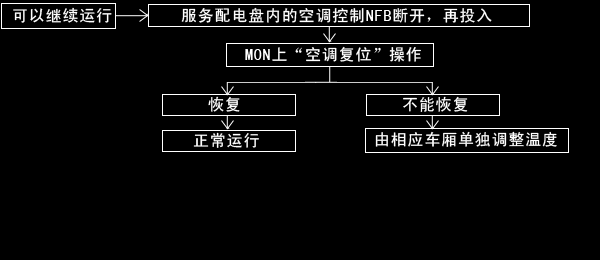 可以继续运行
服务配电盘内的空调控制NFB断开，再投入
MON上“空调复位”操作
恢复
不能恢复
正常运行
由相应车厢单独调整温度